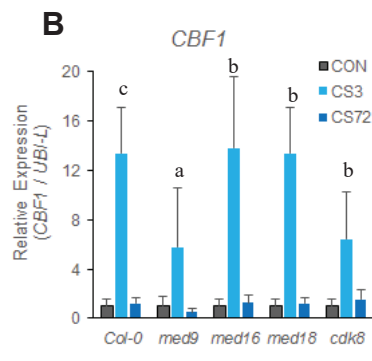 B
CBF1
Relative Expression
(CBF1 / UBI-L)
20
16
12
8
4
0
c
a
b
b
b
CON
CS3
CS72
Col-0 med9 med16 med18 cdk8